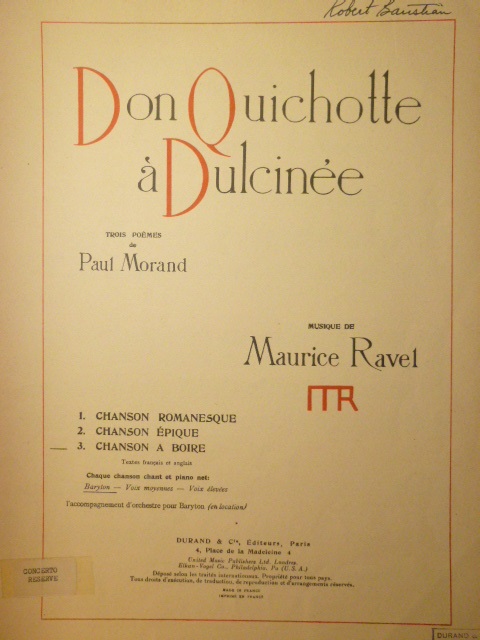 Robert Baustian
Don Quichotte
à Dulcinée
TROIS POÈMES
de
Paul Morand
MUSIQUE DE
Maurice Ravel
MR
1. CHANSON ROMANESQUE
2. CHANSON ÉPIQUE
3. CHANSON A BOIRE
Textes français et anglais
Chaque chanson chant et piano net:
Baryton — Voix moyennes — Voix élevées
l'accompagnement d'orchestre pour Baryton (en location)
DURAND & Cie, Éditeurs, Paris
4, Place de la Madeleine 4
United Music Publishers Ltd. Londres.
Elkan-Vogel Co., Philadelphia, Pa (U.S.A.)
Déposé selon les traités internationaux. Propriété pour tous pays.
Tous droits d'exécution, de traduction, de reproduction et d'arrangements réservés.
MADE IN FRANCE
IMPRIMÉ EN FRANCE
CONCIERTO
RESERVE
DURAND